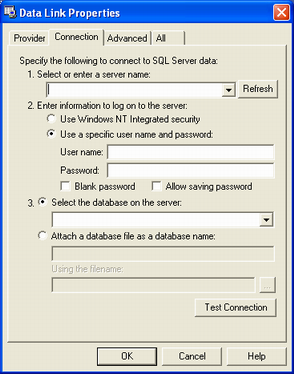 Data Link Properties
Provider Connection Advanced All
Specify the following to connect to SQL Server data:
1. Select or enter a server name:
Refresh
2. Enter information to log on to the server:
Use Windows NT Integrated security
Use a specific user name and password:
User name:
Password:
Blank password Allow saving password
3. Select the database on the server:
Attach a database file as a database name:
Using the filename:
...
Test Connection
OK Cancel Help